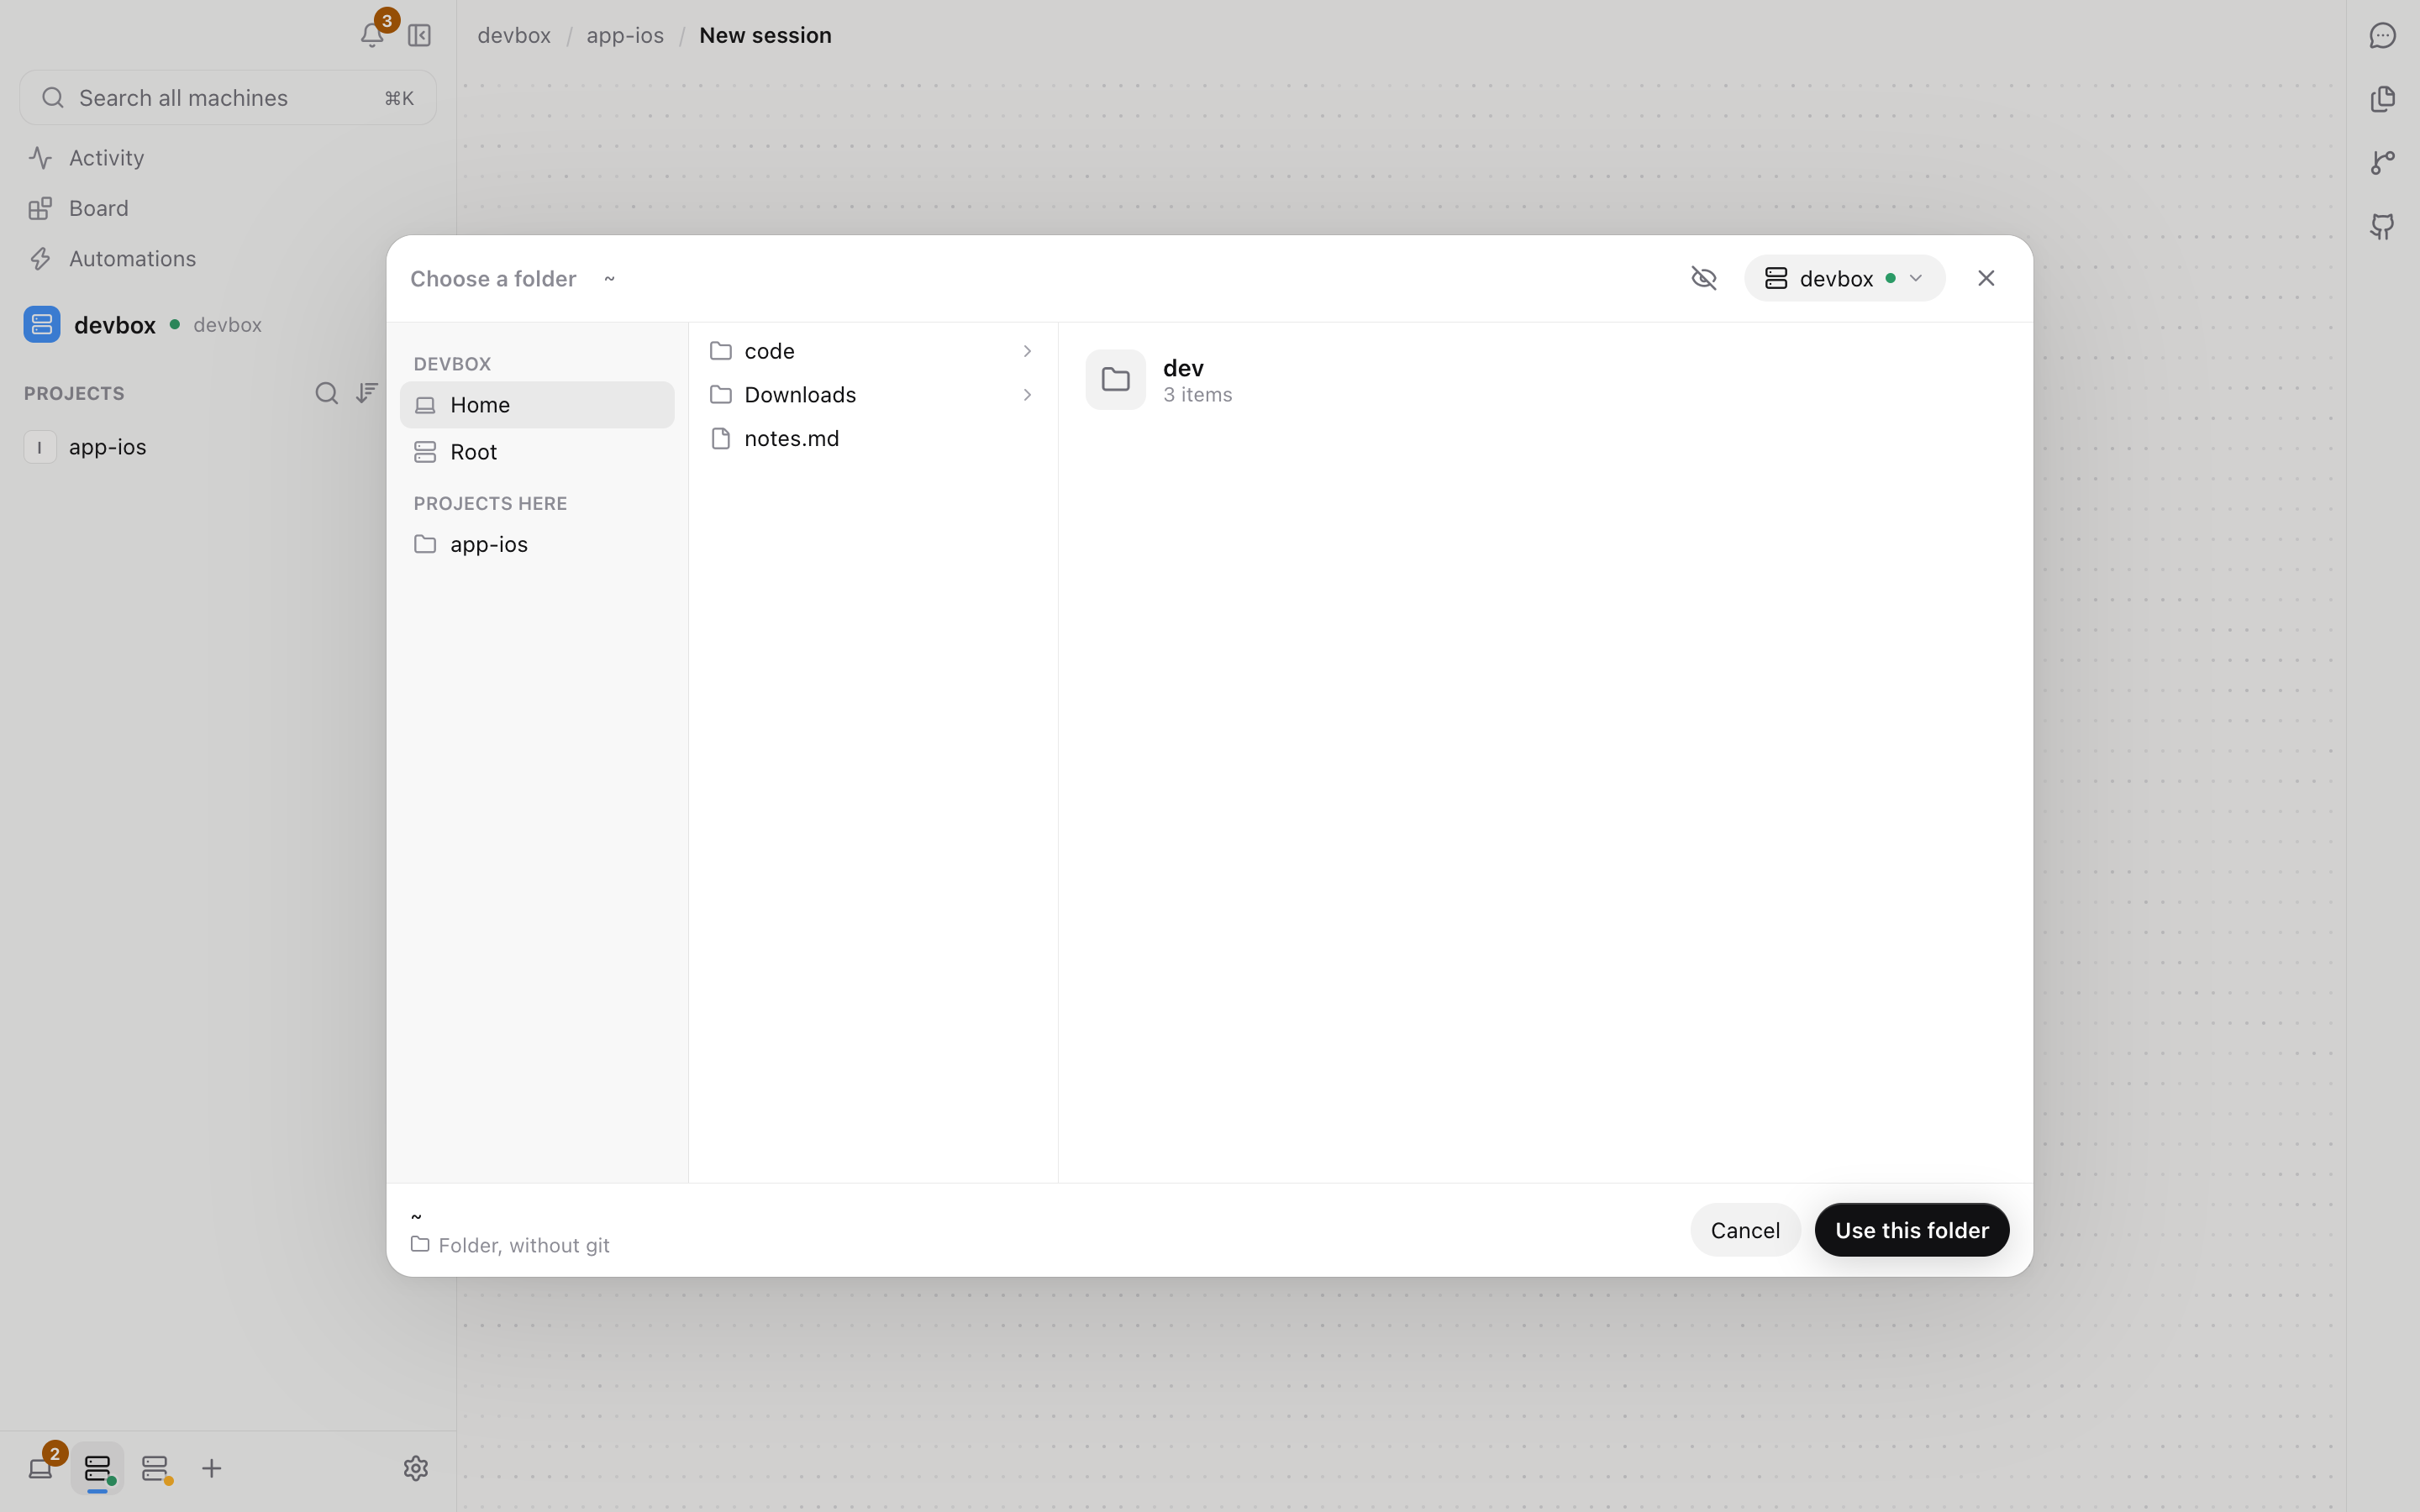 3
devbox / app-ios / New session
Search all machines ⌘K
Activity
Board
Automations
devbox devbox
PROJECTS
I app-ios
Choose a folder ~
devbox
DEVBOX
Home
Root
PROJECTS HERE
app-ios
code
Downloads
notes.md
dev
3 items
~
Folder, without git
Cancel
Use this folder
2